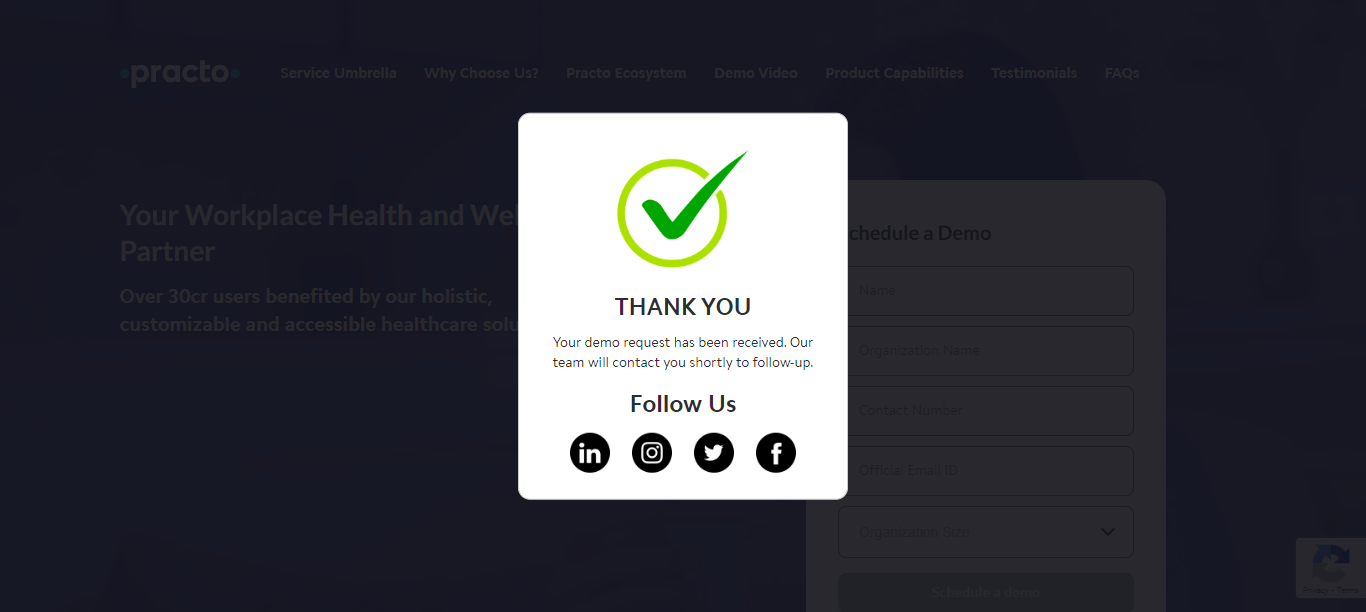 practo
Service Umbrella
Why Choose Us?
Practo Ecosystem
Demo Video
Product Capabilities
Testimonials
FAQs
Your Workplace Health and Wel
Partner
Over 30cr users benefited by our holistic,
customizable and accessible healthcare solu
THANK YOU
Your demo request has been received. Our
team will contact you shortly to follow-up.
Follow Us
chedule a Demo
Name
Organization Name
Contact Number
Official Email ID
Organization Size
Schedule a demo
Privacy - Terms